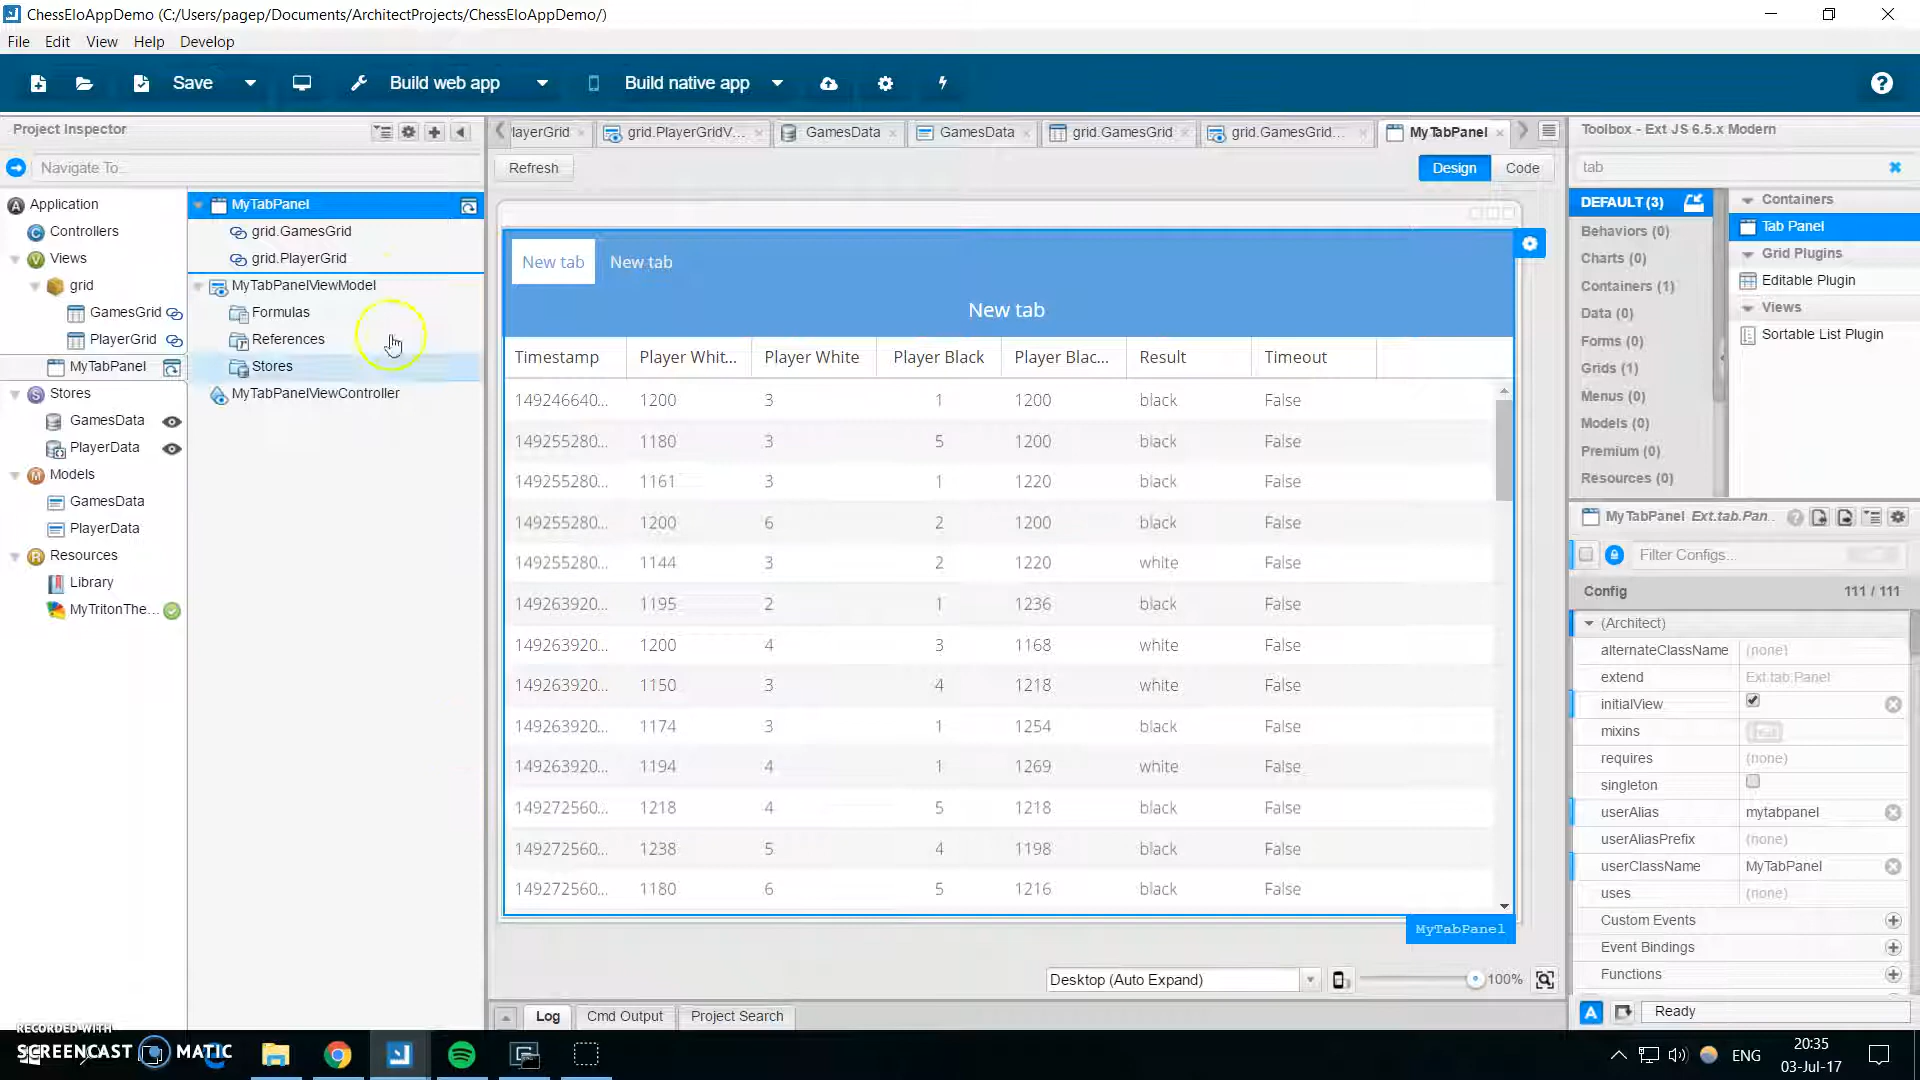 ChessEloAppDemo (C:/Users/pagep/Documents/ArchitectProjects/ChessEloAppDemo/)
File Edit View Help Develop
Save Build web app Build native app
Project Inspector
Navigate To...
Application
Controllers
Views
grid
GamesGrid
PlayerGrid
MyTabPanel
Stores
GamesData
PlayerData
Models
GamesData
PlayerData
Resources
Library
MyTritonThe...
MyTabPanel
grid.GamesGrid
grid.PlayerGrid
MyTabPanelViewModel
Formulas
References
Stores
MyTabPanelViewController
layerGrid grid.PlayerGridV... GamesData GamesData grid.GamesGrid grid.GamesGrid... MyTabPanel
Refresh Design Code
New tab New tab
New tab
Timestamp Player Whit... Player White Player Black Player Blac... Result Timeout
149246640... 1200 3 1 1200 black False
149255280... 1180 3 5 1200 black False
149255280... 1161 3 1 1220 black False
149255280... 1200 6 2 1200 black False
149255280... 1144 3 2 1220 white False
149263920... 1195 2 1 1236 black False
149263920... 1200 4 3 1168 white False
149263920... 1150 3 4 1218 white False
149263920... 1174 3 1 1254 black False
149263920... 1194 4 1 1269 white False
149272560... 1218 4 5 1218 black False
149272560... 1238 5 4 1198 black False
149272560... 1180 6 5 1216 black False
MyTabPanel
Desktop (Auto Expand) 100%
Log Cmd Output Project Search
Toolbox - Ext JS 6.5.x Modern
tab
DEFAULT (3)
Behaviors (0)
Charts (0)
Containers (1)
Data (0)
Forms (0)
Grids (1)
Menus (0)
Models (0)
Premium (0)
Resources (0)
Containers
Tab Panel
Grid Plugins
Editable Plugin
Views
Sortable List Plugin
MyTabPanel Ext.tab.Pan..
Filter Configs...
Config 111 / 111
(Architect)
alternateClassName (none)
extend Ext.tab.Panel
initialView
mixins
requires (none)
singleton
userAlias mytabpanel
userAliasPrefix (none)
userClassName MyTabPanel
uses (none)
Custom Events
Event Bindings
Functions
Ready
RECORDED WITH
SCREENCAST MATIC
ENG
20:35
03-Jul-17